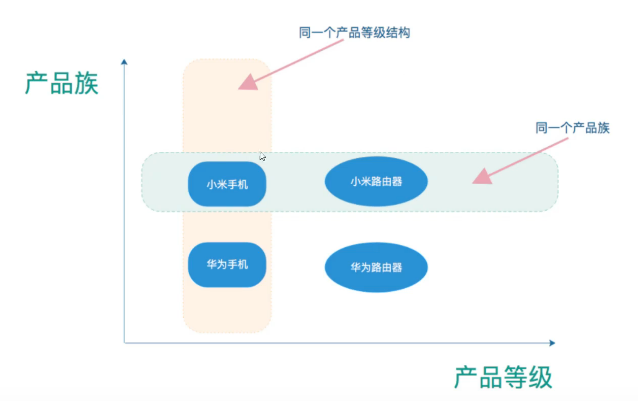 同一个产品等级结构
产品族
同一个产品族
小米手机
小米路由器
华为手机
华为路由器
产品等级